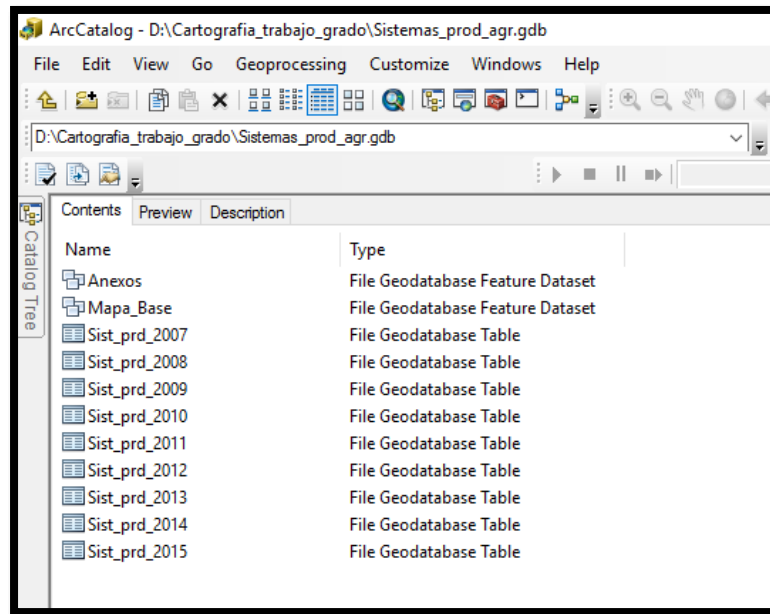 ArcCatalog - D:\Cartografia_trabajo_grado\Sistemas_prod_agr.gdb
File Edit View Go Geoprocessing Customize Windows Help
D:\Cartografia_trabajo_grado\Sistemas_prod_agr.gdb
Catalog Tree
Contents Preview Description
Name Type
Anexos File Geodatabase Feature Dataset
Mapa_Base File Geodatabase Feature Dataset
Sist_prd_2007 File Geodatabase Table
Sist_prd_2008 File Geodatabase Table
Sist_prd_2009 File Geodatabase Table
Sist_prd_2010 File Geodatabase Table
Sist_prd_2011 File Geodatabase Table
Sist_prd_2012 File Geodatabase Table
Sist_prd_2013 File Geodatabase Table
Sist_prd_2014 File Geodatabase Table
Sist_prd_2015 File Geodatabase Table